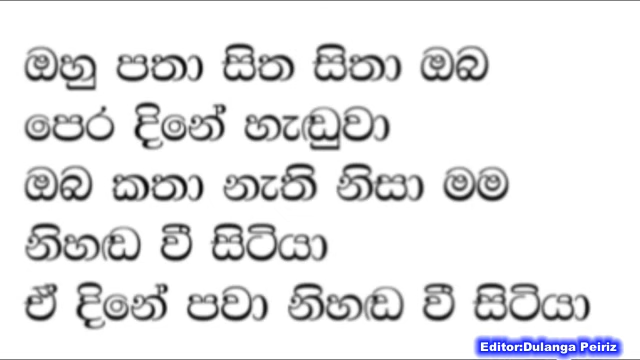 ඔහු පතා සිත සිතා ඔබ
පෙර දිනේ හැඬුවා
ඔබ කතා නැති නිසා මම
නිහඬ වී සිටියා
ඒ දිනේ පවා නිහඬ වී සිටියා
Editor:Dulanga Peiriz